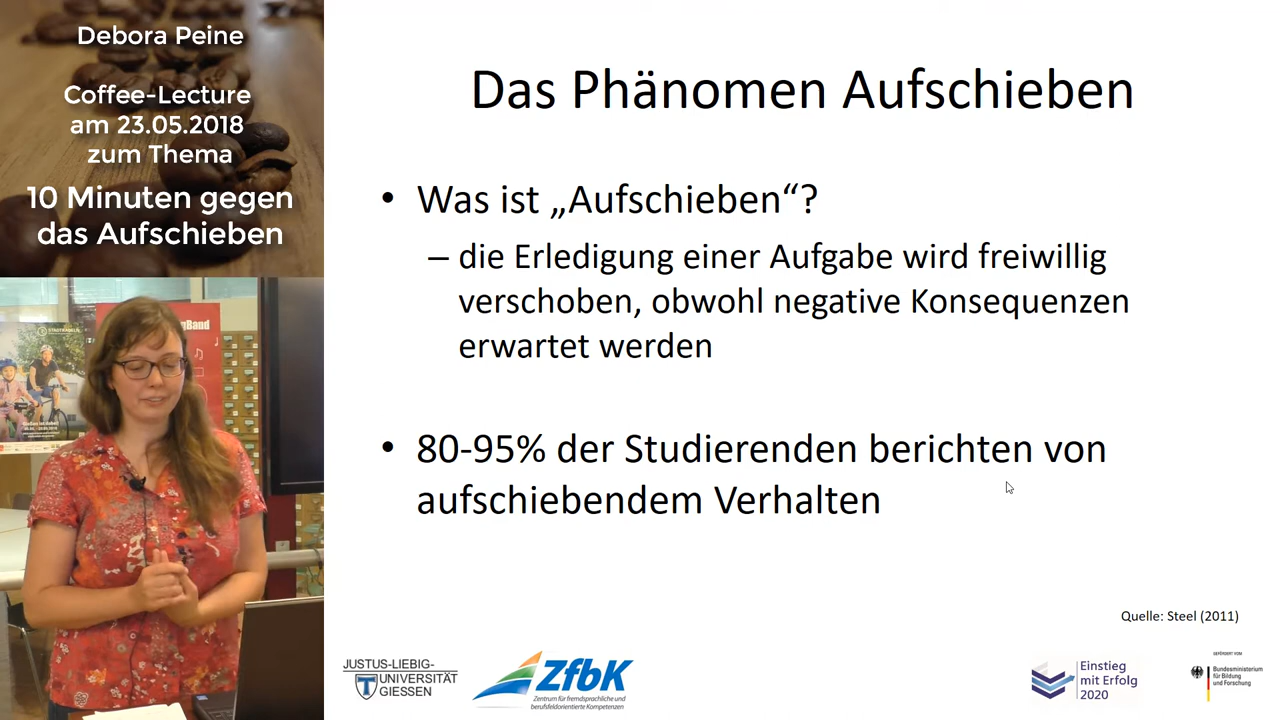 Debora Peine
Coffee-Lecture
am 23.05.2018
zum Thema
10 Minuten gegen
das Aufschieben
Das Phänomen Aufschieben
• Was ist „Aufschieben“?
– die Erledigung einer Aufgabe wird freiwillig
verschoben, obwohl negative Konsequenzen
erwartet werden
• 80-95% der Studierenden berichten von
aufschiebendem Verhalten
Quelle: Steel (2011)
JUSTUS-LIEBIG-
UNIVERSITÄT
GIESSEN
ZfbK
Zentrum für fremdsprachliche und
berufsfeldorientierte Kompetenzen
Einstieg
mit Erfolg
2020
GEFÖRDERT VOM
Bundesministerium
für Bildung
und Forschung